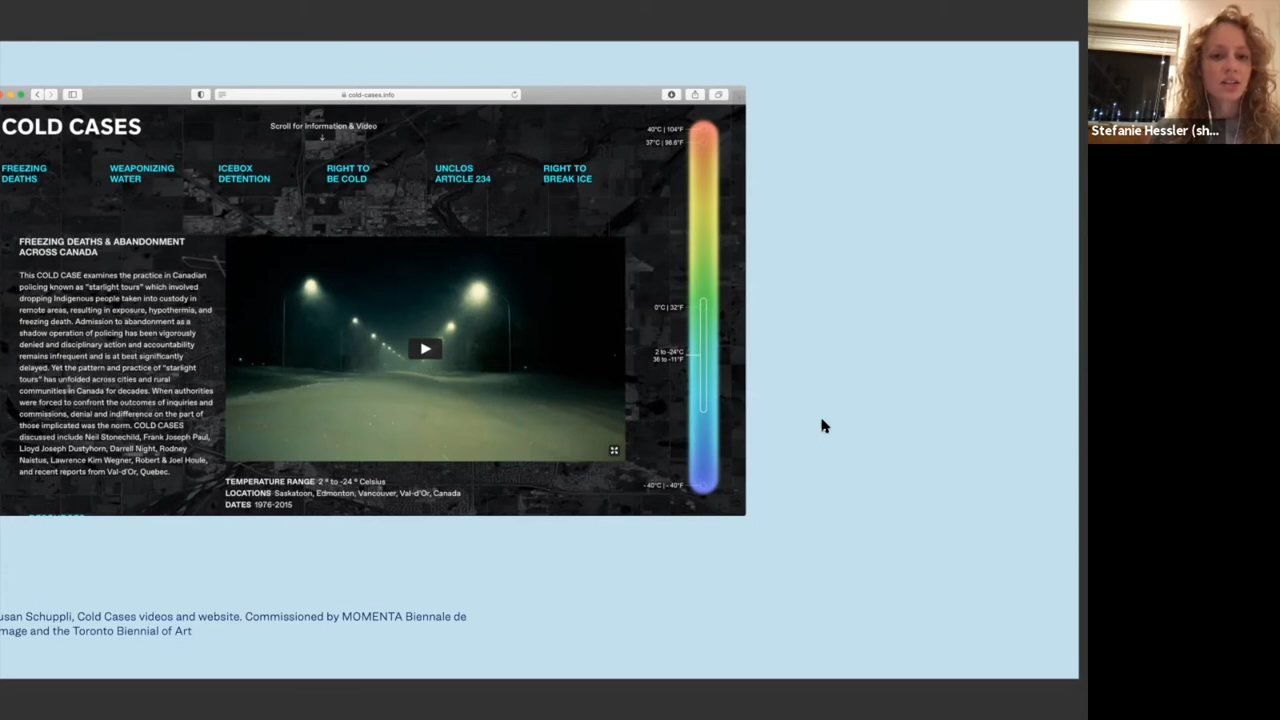 cold-cases.info
COLD CASES
Scroll for Information & Video
FREEZING
DEATHS
WEAPONIZING
WATER
ICEBOX
DETENTION
RIGHT TO
BE COLD
UNCLOS
ARTICLE 234
RIGHT TO
BREAK ICE
40°C | 104°F
37°C | 98.6°F
0°C | 32°F
2 to -24°C
36 to -11°F
- 40°C | - 40°F
FREEZING DEATHS & ABANDONMENT
ACROSS CANADA
This COLD CASE examines the practice in Canadian
policing known as "starlight tours" which involved
dropping Indigenous people taken into custody in
remote areas, resulting in exposure, hypothermia, and
freezing death. Admission to abandonment as a
shadow operation of policing has been vigorously
denied and disciplinary action and accountability
remains infrequent and is at best significantly
delayed. Yet the pattern and practice of "starlight
tours" has unfolded across cities and rural
communities in Canada for decades. When authorities
were forced to confront the outcomes of inquiries and
commissions, denial and indifference on the part of
those implicated was the norm. COLD CASES
discussed include Neil Stonechild, Frank Joseph Paul,
Lloyd Joseph Dustyhorn, Darrell Night, Rodney
Naistus, Lawrence Kim Wegner, Robert & Joel Houle,
and recent reports from Val-d'Or, Quebec.
TEMPERATURE RANGE 2 ° to -24 ° Celsius
LOCATIONS Saskatoon, Edmonton, Vancouver, Val-d'Or, Canada
DATES 1976-2015
usan Schuppli, Cold Cases videos and website. Commissioned by MOMENTA Biennale de
mage and the Toronto Biennial of Art
Stefanie Hessler (sh...